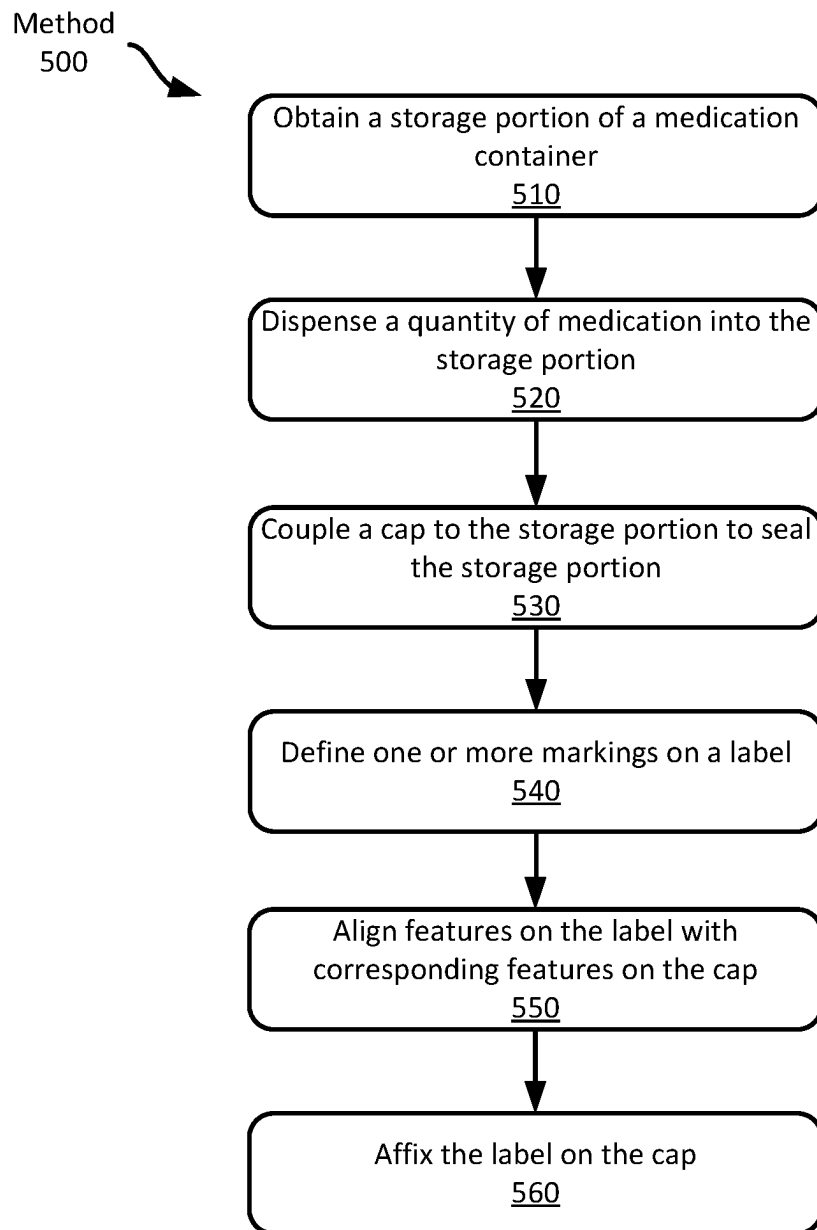 Method
500
Obtain a storage portion of a medication
container
510
Dispense a quantity of medication into the
storage portion
520
Couple a cap to the storage portion to seal
the storage portion
530
Define one or more markings on a label
540
Align features on the label with
corresponding features on the cap
550
Affix the label on the cap
560